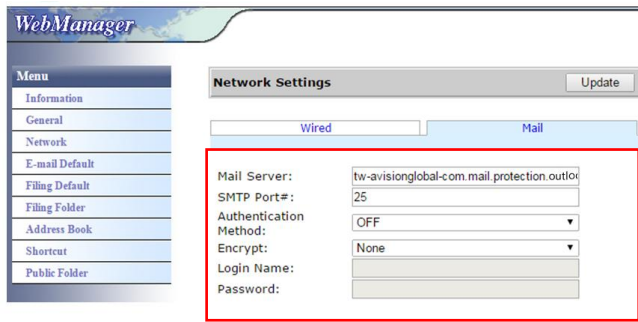 WebManager
Menu
Information
General
Network
E-mail Default
Filing Default
Filing Folder
Address Book
Shortcut
Public Folder
Network Settings
Update
Wired
Mail
Mail Server: tw-avisionglobal-com.mail.protection.outloo
SMTP Port#: 25
Authentication
Method: OFF
Encrypt: None
Login Name:
Password: